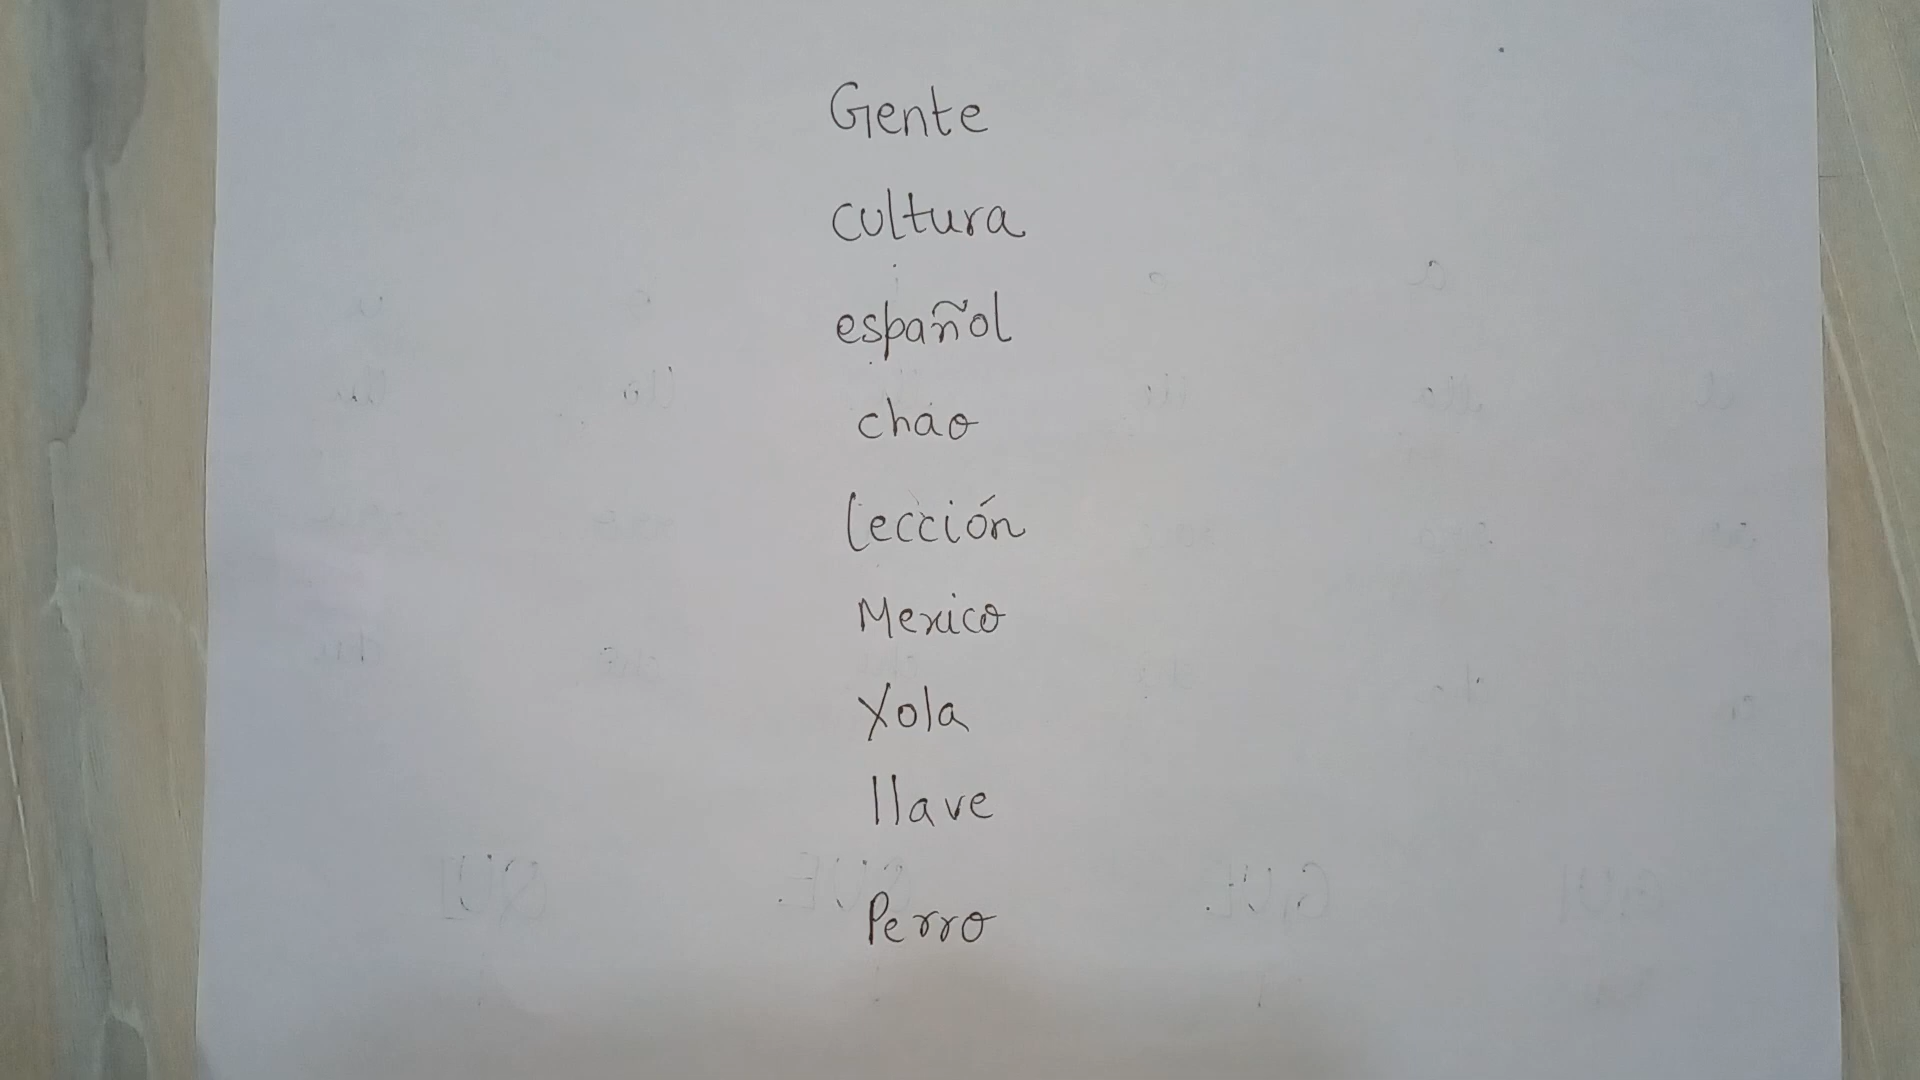 Gente
cultura
español
chao
lección
Mexico
Xola
llave
Perro